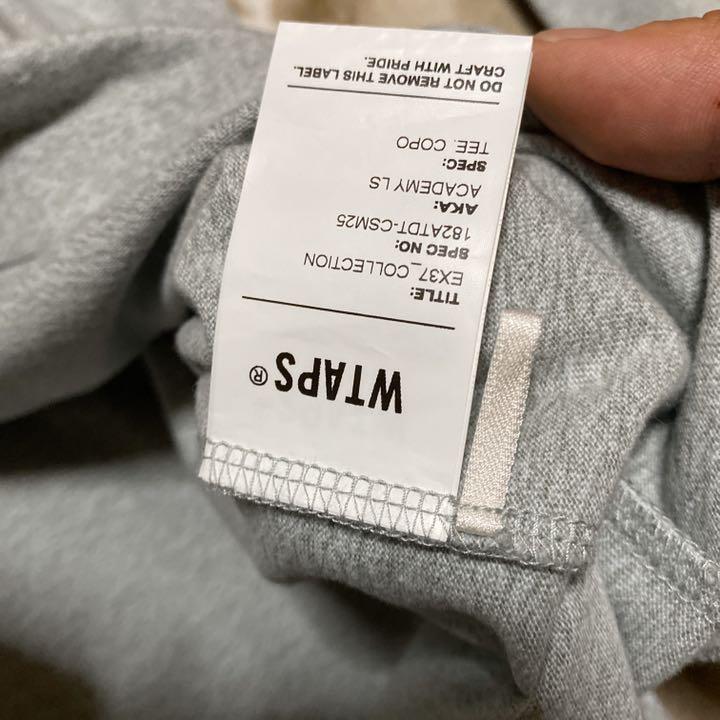 WTAPS®
TITLE:
EX37_COLLECTION
SPEC NO:
182ATDT-CSM25
AKA:
ACADEMY LS
SPEC:
TEE. COPO
DO NOT REMOVE THIS LABEL.
CRAFT WITH PRIDE.